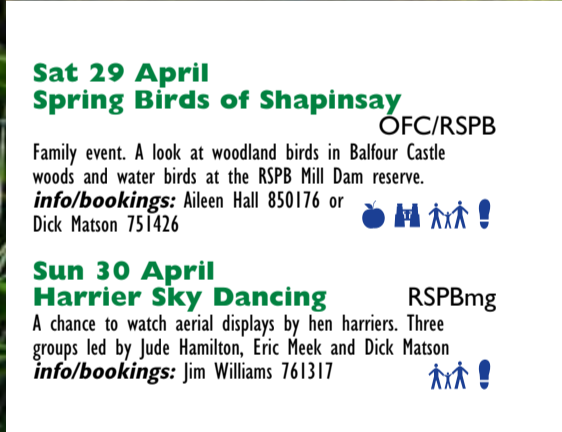 Sat 29 April
Spring Birds of Shapinsay
OFC/RSPB
Family event. A look at woodland birds in Balfour Castle
woods and water birds at the RSPB Mill Dam reserve.
info/bookings: Aileen Hall 850176 or
Dick Matson 751426
Sun 30 April
Harrier Sky Dancing RSPBmg
A chance to watch aerial displays by hen harriers. Three
groups led by Jude Hamilton, Eric Meek and Dick Matson
info/bookings: Jim Williams 761317